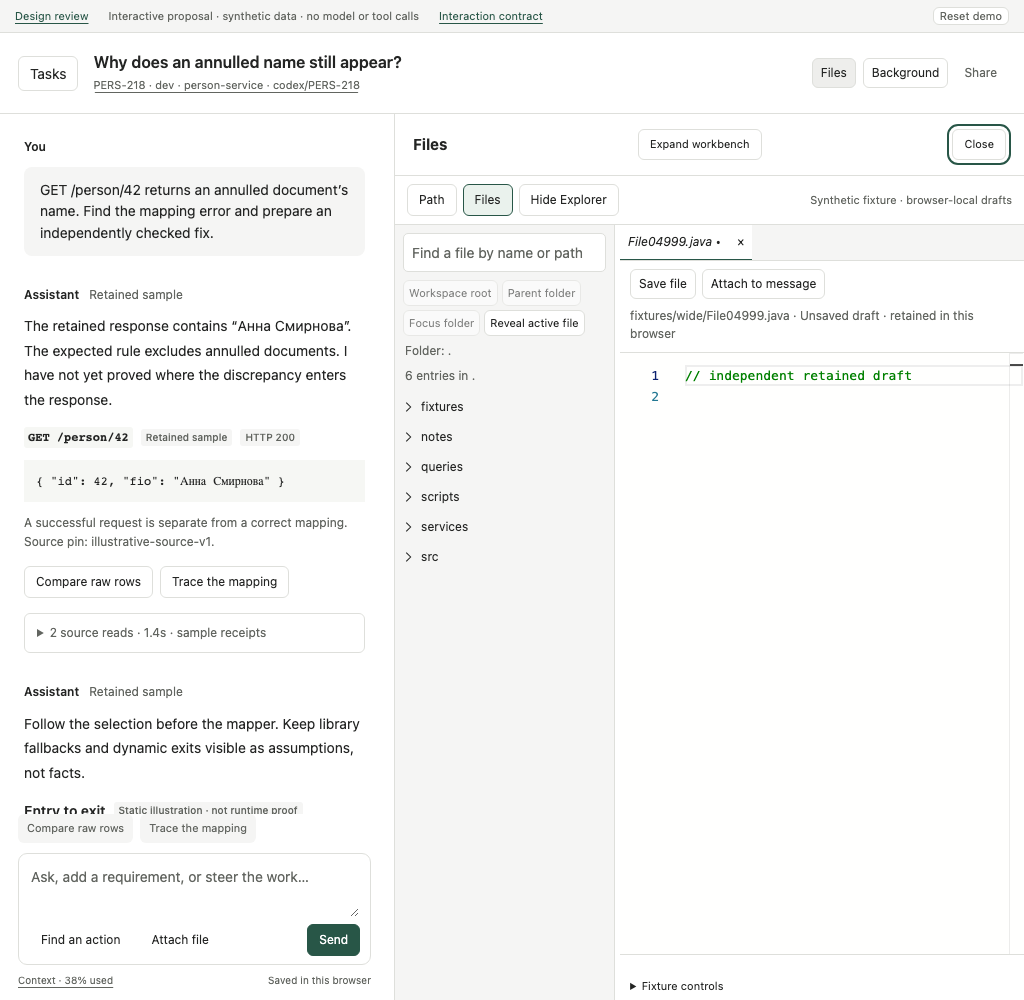 Design review Interactive proposal · synthetic data · no model or tool calls Interaction contract Reset demo
Tasks
Why does an annulled name still appear?
PERS-218 · dev · person-service · codex/PERS-218
Files Background Share
You
GET /person/42 returns an annulled document’s
name. Find the mapping error and prepare an
independently checked fix.
Assistant Retained sample
The retained response contains “Анна Смирнова”.
The expected rule excludes annulled documents. I
have not yet proved where the discrepancy enters
the response.
GET /person/42 Retained sample HTTP 200
{ "id": 42, "fio": "Анна Смирнова" }
A successful request is separate from a correct mapping.
Source pin: illustrative-source-v1.
Compare raw rows Trace the mapping
▶ 2 source reads · 1.4s · sample receipts
Assistant Retained sample
Follow the selection before the mapper. Keep library
fallbacks and dynamic exits visible as assumptions,
not facts.
Entry to exit Static illustration · not runtime proof
Compare raw rows Trace the mapping
Ask, add a requirement, or steer the work…
Find an action Attach file Send
Context · 38% used Saved in this browser
Files Expand workbench Close
Path Files Hide Explorer Synthetic fixture · browser-local drafts
Find a file by name or path
Workspace root Parent folder
Focus folder Reveal active file
Folder: .
6 entries in .
fixtures
notes
queries
scripts
services
src
File04999.java • ×
Save file Attach to message
fixtures/wide/File04999.java · Unsaved draft · retained in this
browser
1 // independent retained draft
2
▶ Fixture controls